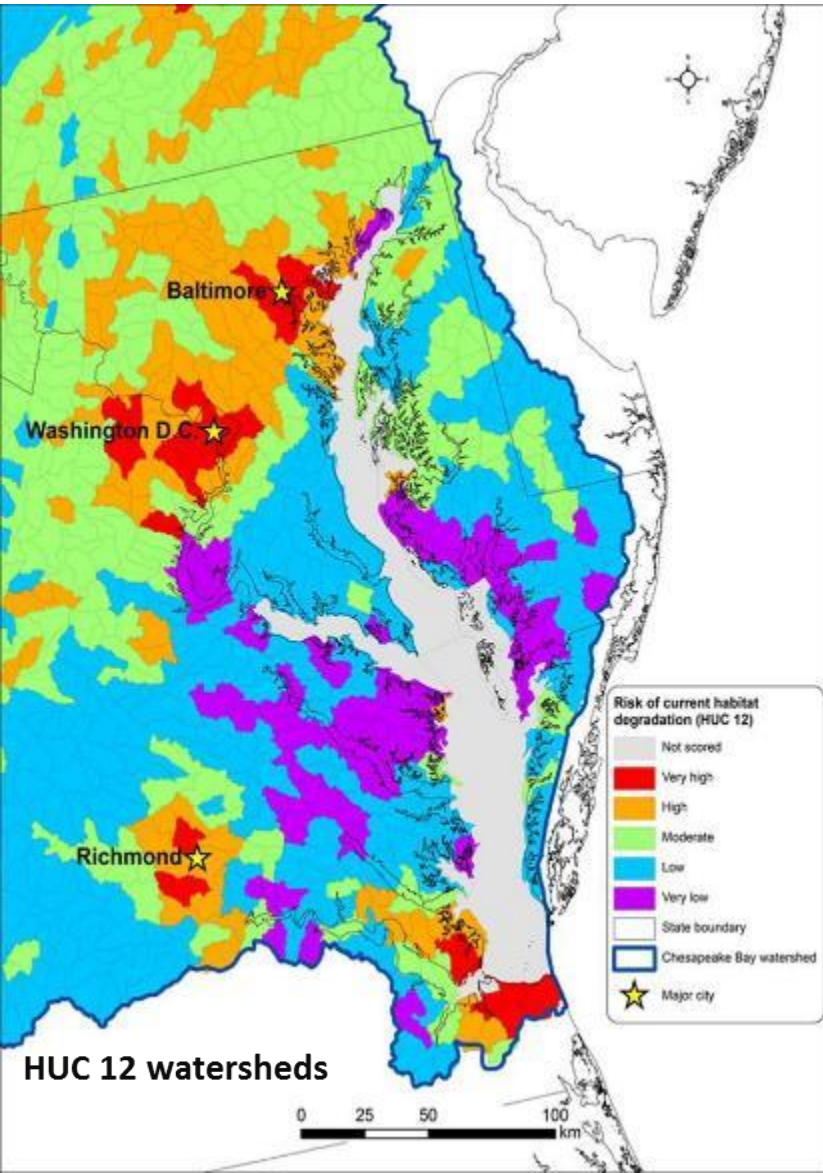 Baltimore
Washington D.C.
Richmond
Risk of current habitat
degradation (HUC 12)
Not scored
Very high
High
Moderate
Low
Very low
State boundary
Chesapeake Bay watershed
Major city
HUC 12 watersheds
0 25 50 100
km